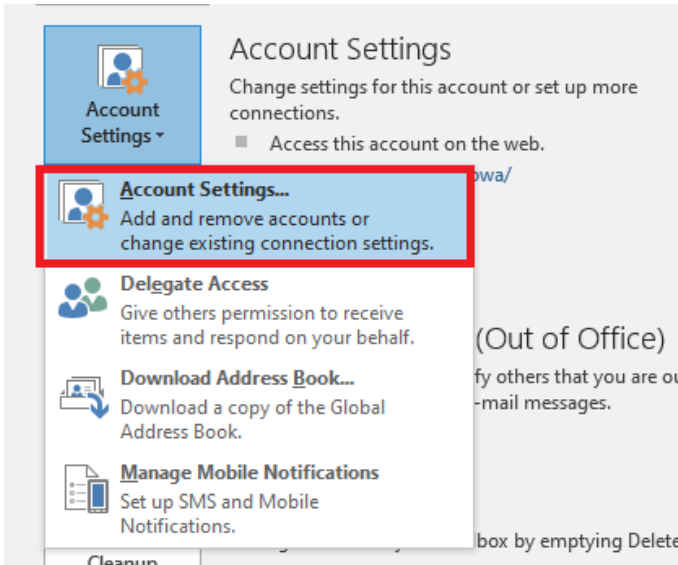 Account Settings
Change settings for this account or set up more
connections.
Account
Settings
Access this account on the web.
owa/
Account Settings...
Add and remove accounts or
change existing connection settings.
Delegate Access
Give others permission to receive
items and respond on your behalf.
(Out of Office)
Download Address Book...
fy others that you are ou
Download a copy of the Global
-mail messages.
Address Book.
Manage Mobile Notifications
Set up SMS and Mobile
Notifications.
lbox by emptying Delete
Cleanup